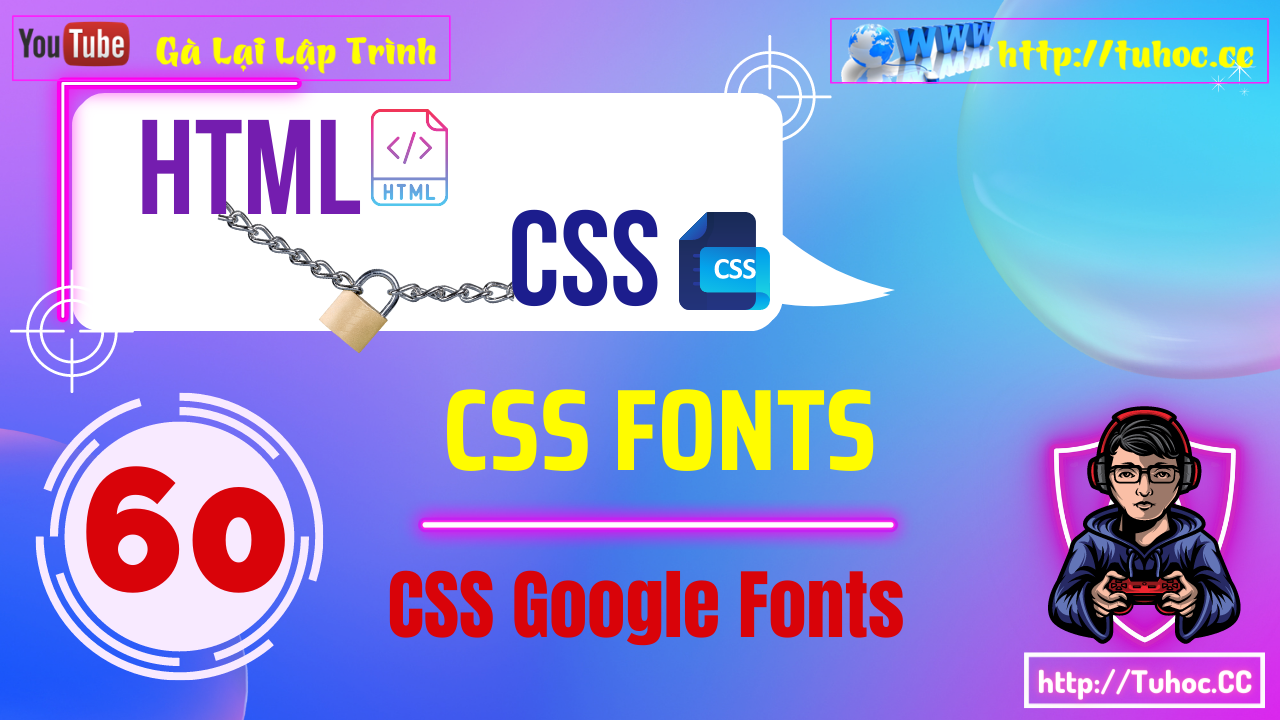 YouTube Gà Lại Lập Trình
WWW http://tuhoc.cc
HTML
</>
HTML
CSS
CSS
CSS FONTS
60
CSS Google Fonts
http://Tuhoc.CC